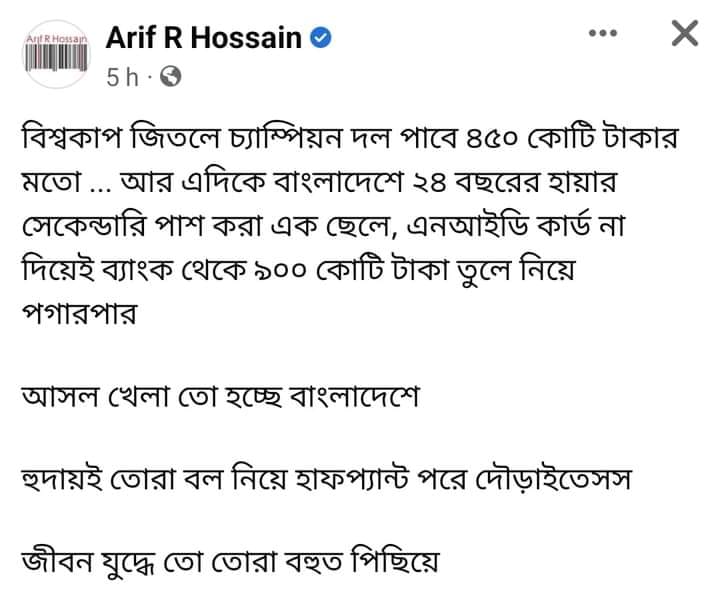 Arif R Hossain
Arif R Hossain
5 h ·
বিশ্বকাপ জিতলে চ্যাম্পিয়ন দল পাবে ৪৫০ কোটি টাকার
মতো ... আর এদিকে বাংলাদেশে ২৪ বছরের হায়ার
সেকেন্ডারি পাশ করা এক ছেলে, এনআইডি কার্ড না
দিয়েই ব্যাংক থেকে ৯০০ কোটি টাকা তুলে নিয়ে
পগারপার
আসল খেলা তো হচ্ছে বাংলাদেশে
হুদায়ই তোরা বল নিয়ে হাফপ্যান্ট পরে দৌড়াইতেসস
জীবন যুদ্ধে তো তোরা বহুত পিছিয়ে